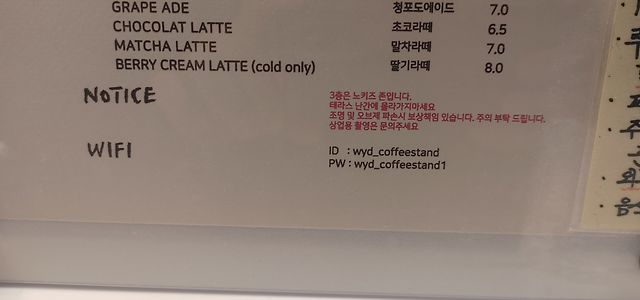 GRAPE ADE 청포도에이드 7.0
CHOCOLAT LATTE 초코라떼 6.5
MATCHA LATTE 말차라떼 7.0
BERRY CREAM LATTE (cold only) 딸기라떼 8.0
NOTICE
3층은 노키즈 존입니다.
테라스 난간에 올라가지마세요
조명 및 오브제 파손시 보상책임 있습니다. 주의 부탁 드립니다.
상업용 촬영은 문의주세요
WIFI
ID : wyd_coffeestand
PW : wyd_coffeestand1